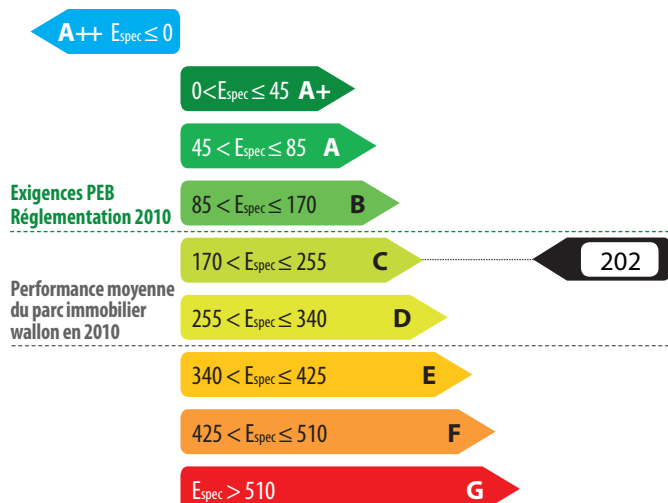 A++ Espec ≤ 0
0<Espec ≤ 45 A+
45 < Espec ≤ 85 A
Exigences PEB
Réglementation 2010
85 < Espec ≤ 170 B
170 < Espec ≤ 255 C
202
Performance moyenne
du parc immobilier
wallon en 2010
255 < Espec ≤ 340 D
340 < Espec ≤ 425 E
425 < Espec ≤ 510 F
Espec > 510 G